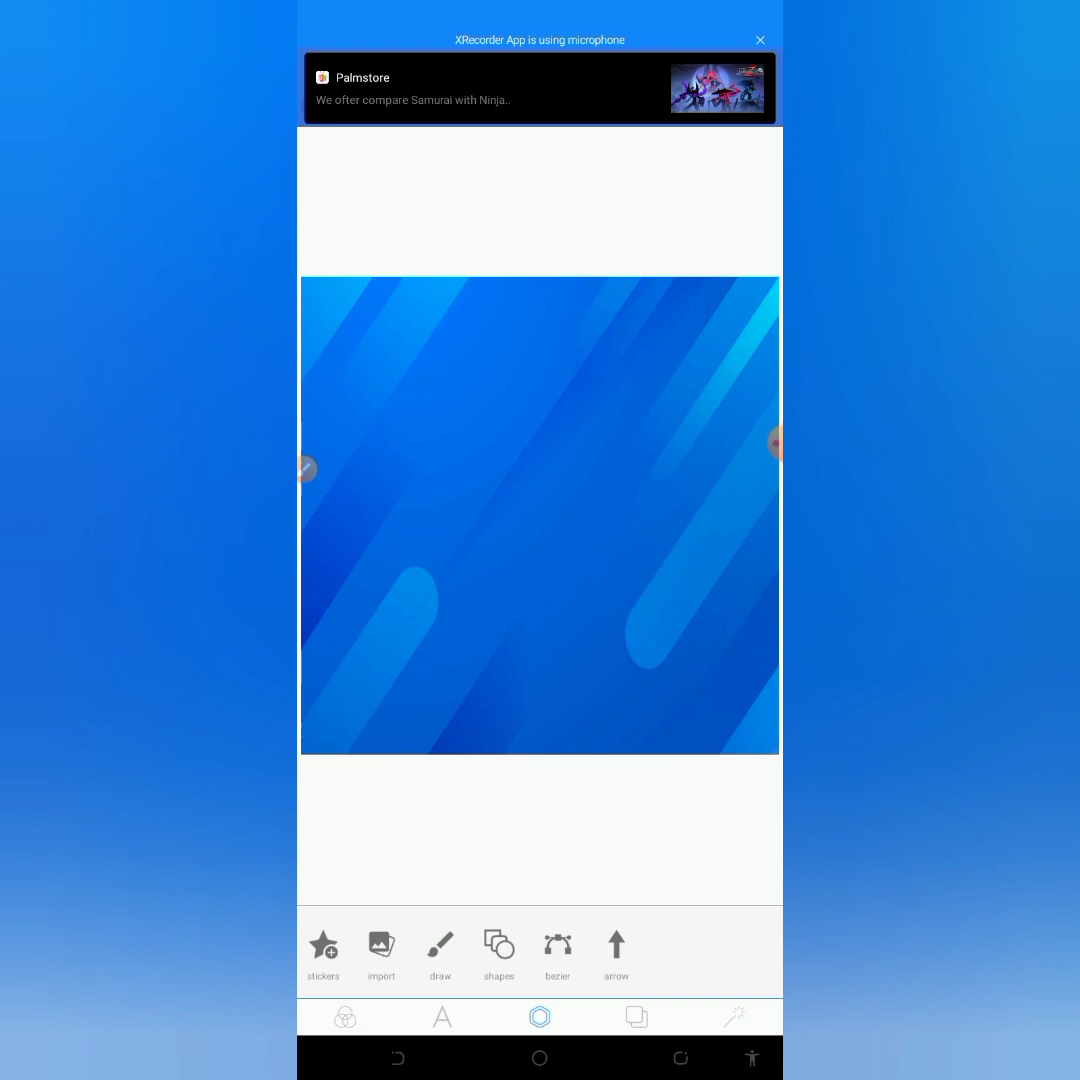 XRecorder App is using microphone
Palmstore
We ofter compare Samurai with Ninja..
stickers
import
draw
shapes
bezier
arrow